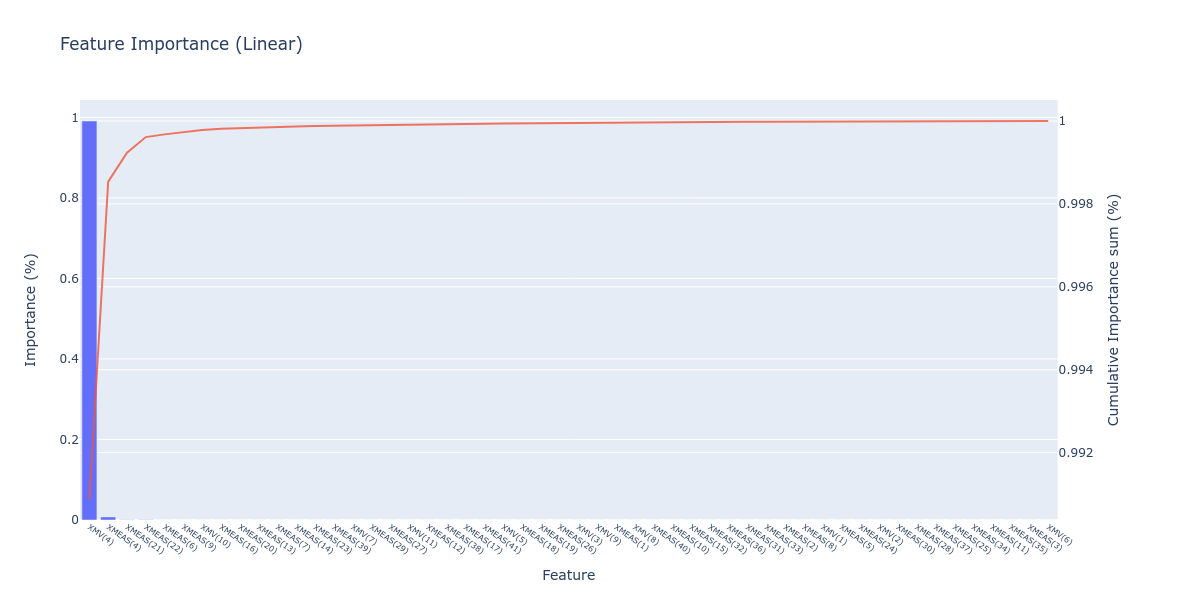 Feature Importance (Linear)
1
0.8
0.6
0.4
0.2
0
Importance (%)
1
0.998
0.996
0.994
0.992
Cumulative Importance sum (%)
XMV(4)
XMEAS(4)
XMEAS(21)
XMEAS(22)
XMEAS(6)
XMEAS(9)
XMV(10)
XMEAS(16)
XMEAS(20)
XMEAS(13)
XMEAS(7)
XMEAS(14)
XMEAS(23)
XMEAS(39)
XMV(7)
XMEAS(29)
XMEAS(27)
XMV(11)
XMEAS(12)
XMEAS(38)
XMEAS(17)
XMEAS(41)
XMV(5)
XMEAS(18)
XMEAS(19)
XMEAS(26)
XMV(3)
XMV(9)
XMEAS(1)
XMV(8)
XMEAS(40)
XMEAS(10)
XMEAS(15)
XMEAS(32)
XMEAS(36)
XMEAS(31)
XMEAS(33)
XMEAS(2)
XMEAS(8)
XMV(1)
XMEAS(5)
XMEAS(24)
XMV(2)
XMEAS(30)
XMEAS(28)
XMEAS(37)
XMEAS(25)
XMEAS(34)
XMEAS(11)
XMEAS(35)
XMEAS(3)
XMV(6)
Feature